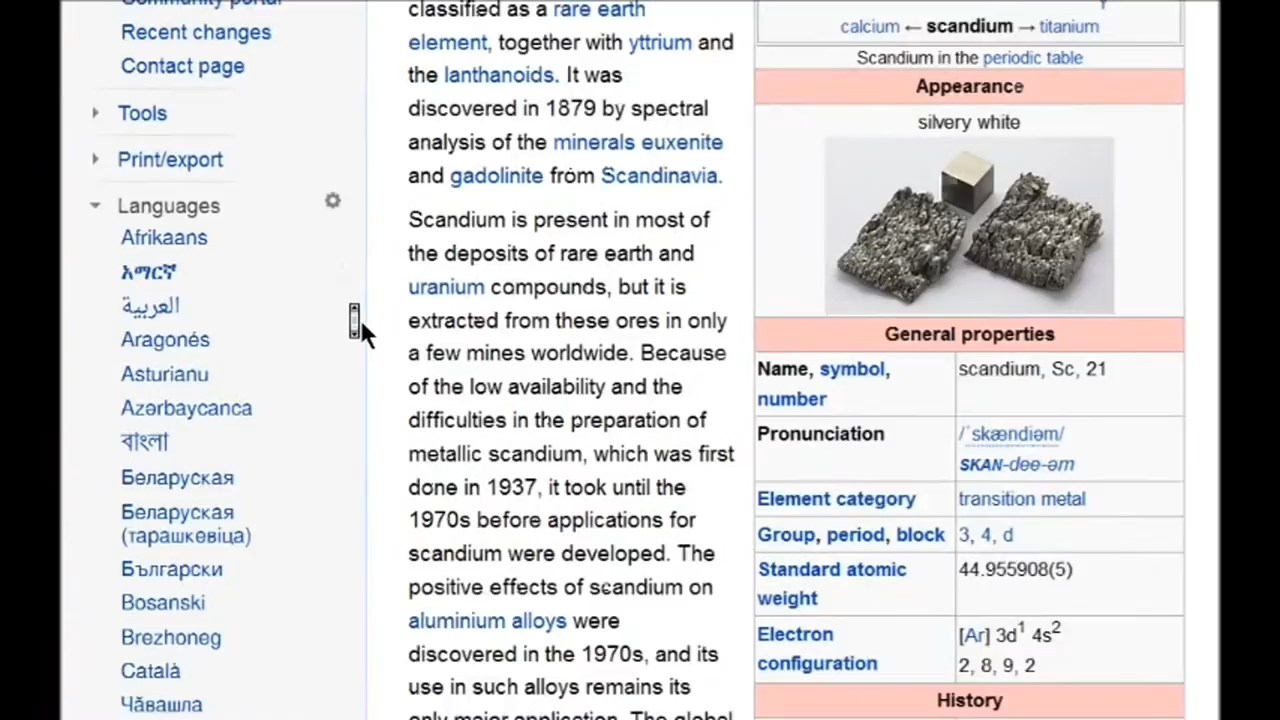 Community portal
Recent changes
Contact page
Tools
Print/export
Languages
Afrikaans
አማርኛ
العربية
Aragonés
Asturianu
Azərbaycanca
বাংলা
Беларуская
Беларуская
(тарашкевіца)
Български
Bosanski
Brezhoneg
Català
Чӑвашла
classified as a rare earth
element, together with yttrium and
the lanthanoids. It was
discovered in 1879 by spectral
analysis of the minerals euxenite
and gadolinite from Scandinavia.
Scandium is present in most of
the deposits of rare earth and
uranium compounds, but it is
extracted from these ores in only
a few mines worldwide. Because
of the low availability and the
difficulties in the preparation of
metallic scandium, which was first
done in 1937, it took until the
1970s before applications for
scandium were developed. The
positive effects of scandium on
aluminium alloys were
discovered in the 1970s, and its
use in such alloys remains its
only major application. The global
Y
calcium ← scandium → titanium
Scandium in the periodic table
Appearance
silvery white
General properties
Name, symbol, scandium, Sc, 21
number
Pronunciation /ˈskændiəm/
SKAN-dee-əm
Element category transition metal
Group, period, block 3, 4, d
Standard atomic 44.955908(5)
weight
Electron [Ar] 3d1 4s2
configuration 2, 8, 9, 2
History